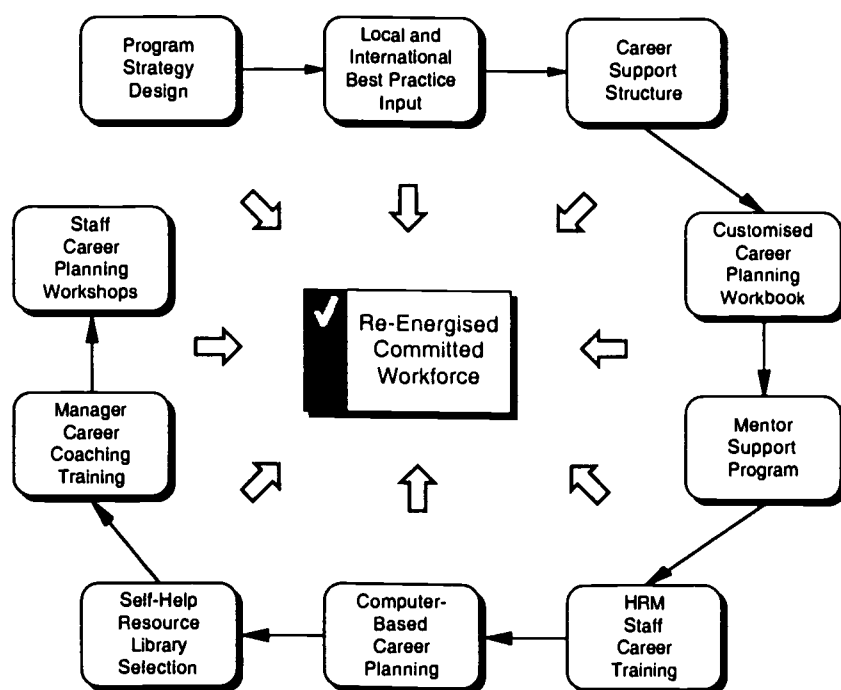 Program
Strategy
Design
Local and
International
Best Practice
Input
Career
Support
Structure
Customised
Career
Planning
Workbook
Mentor
Support
Program
HRM
Staff
Career
Training
Computer-
Based
Career
Planning
Self-Help
Resource
Library
Selection
Manager
Career
Coaching
Training
Staff
Career
Planning
Workshops
Re-Energised
Committed
Workforce